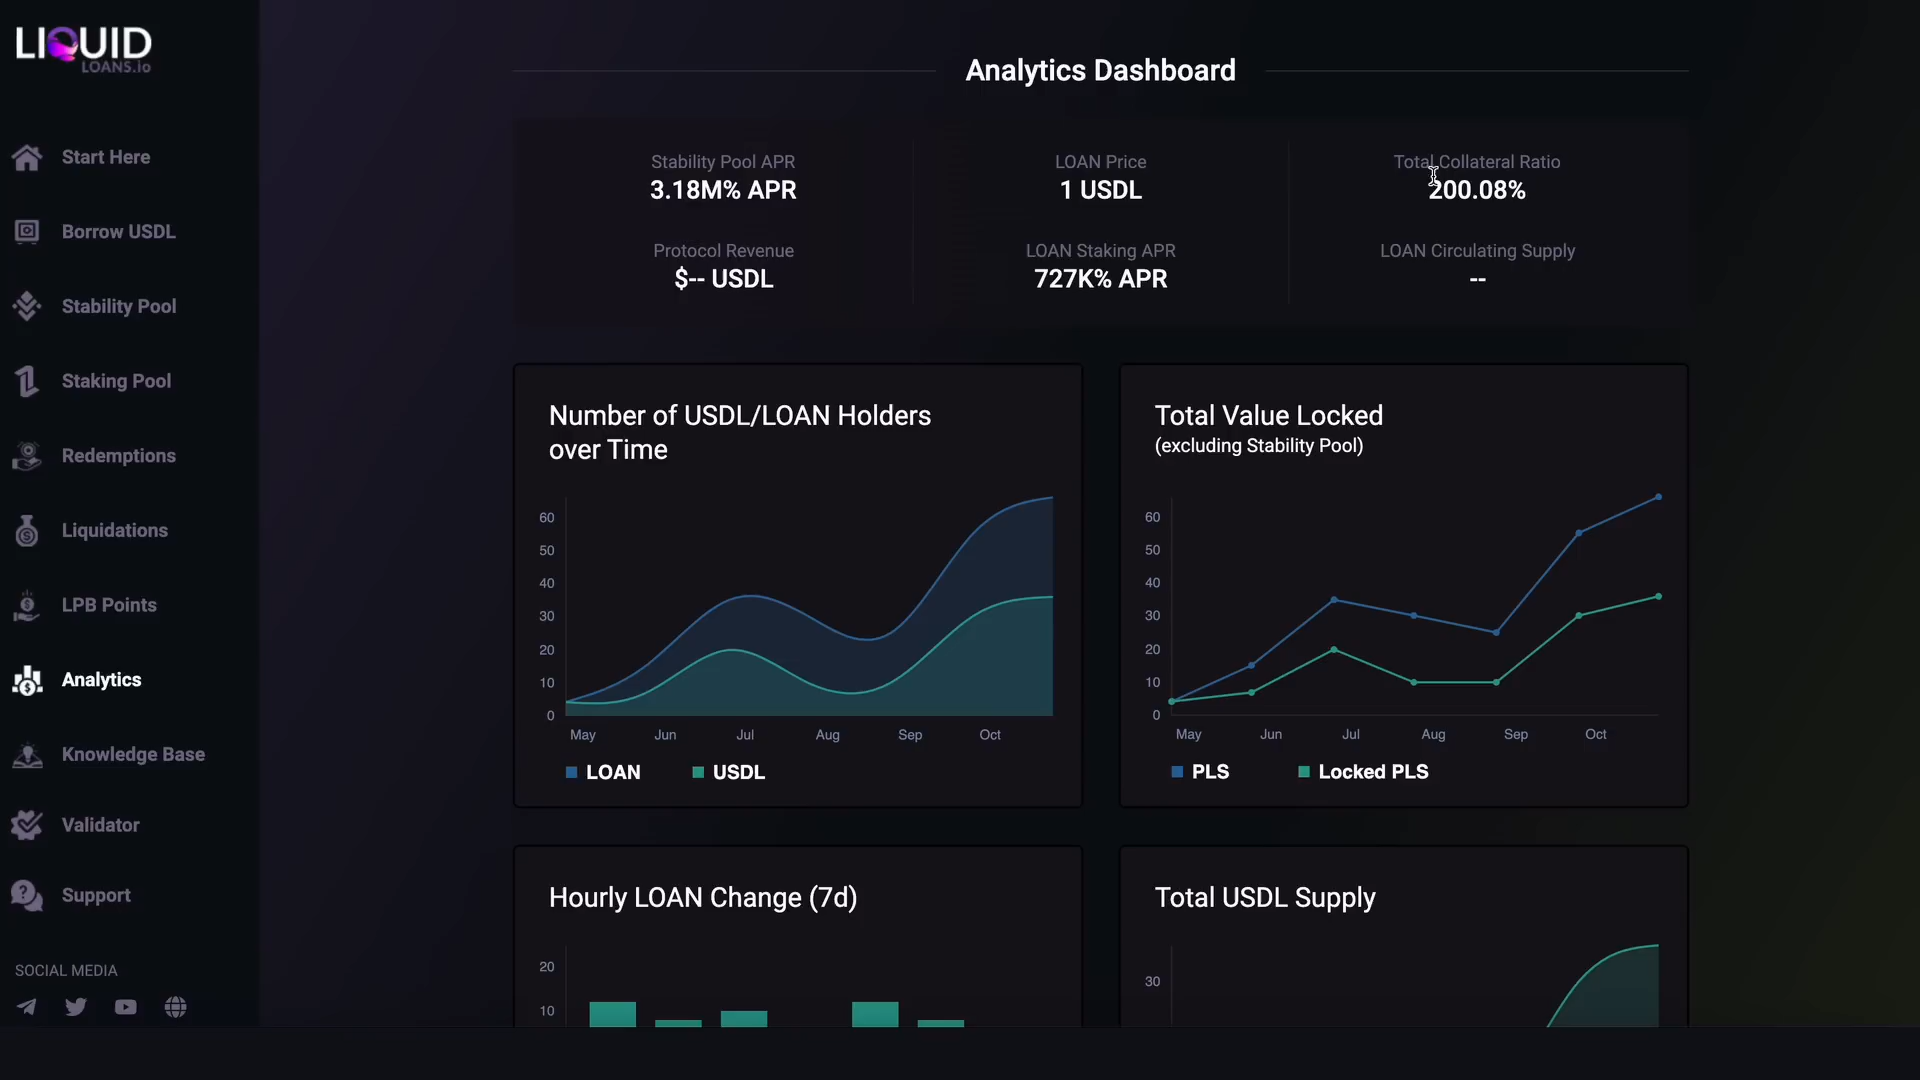 LIQUID
LOANS.io
Start Here
Borrow USDL
Stability Pool
Staking Pool
Redemptions
Liquidations
LPB Points
Analytics
Knowledge Base
Validator
Support
SOCIAL MEDIA
Analytics Dashboard
Stability Pool APR
3.18M% APR
LOAN Price
1 USDL
Total Collateral Ratio
200.08%
Protocol Revenue
$-- USDL
LOAN Staking APR
727K% APR
LOAN Circulating Supply
--
Number of USDL/LOAN Holders
over Time
60
50
40
30
20
10
0
May Jun Jul Aug Sep Oct
LOAN USDL
Total Value Locked
(excluding Stability Pool)
60
50
40
30
20
10
0
May Jun Jul Aug Sep Oct
PLS Locked PLS
Hourly LOAN Change (7d)
20
10
Total USDL Supply
30